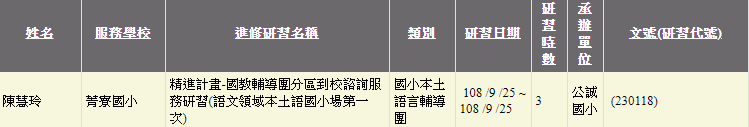 姓名 服務學校 進修研習名稱 類別 研習日期 研習時數 承辦單位 文號(研習代號)
陳慧玲 菁寮國小 精進計畫-國教輔導團分區到校諮詢服務研習(語文領域本土語國小場第一次) 國小本土語言輔導團 108 /9 /25 ~ 108 /9 /25 3 公誠國小 (230118)